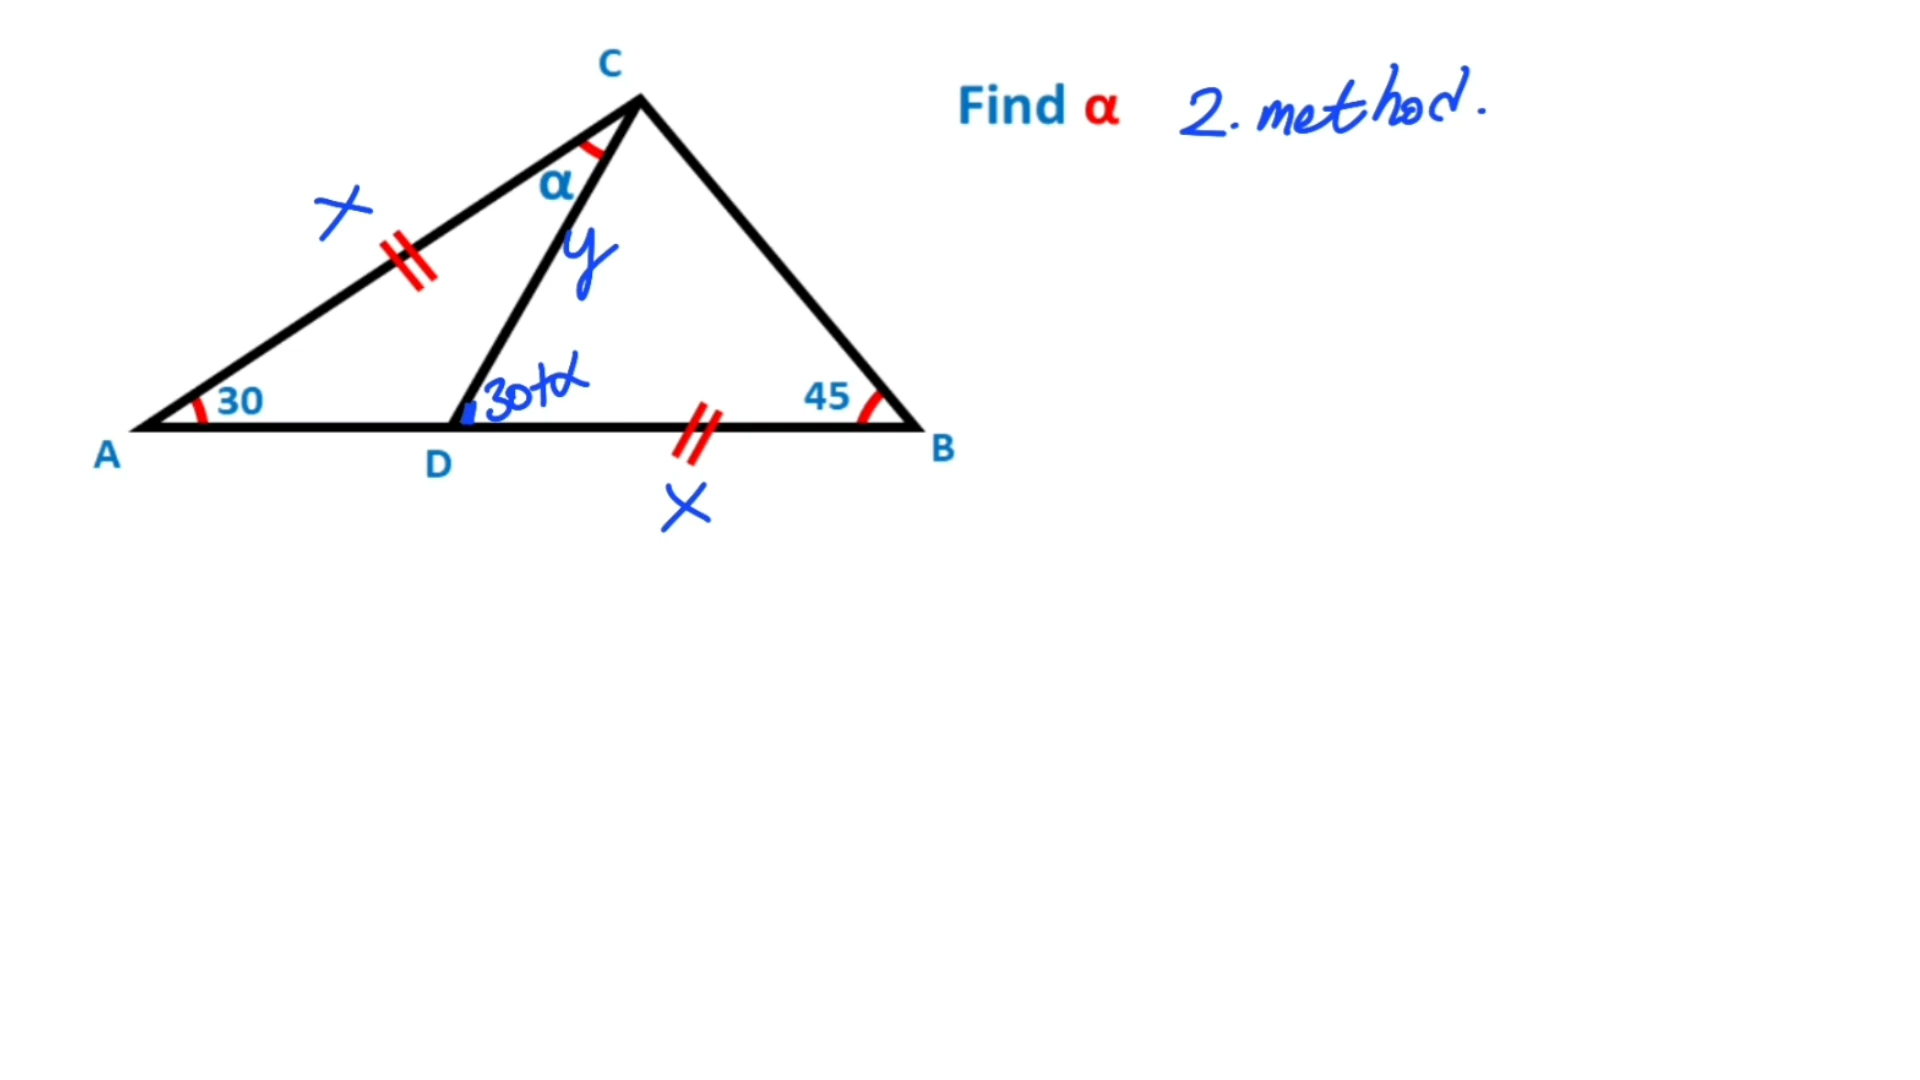 C
Find α 2. method.
α
x
y
30
30+α
45
A
D
B
x